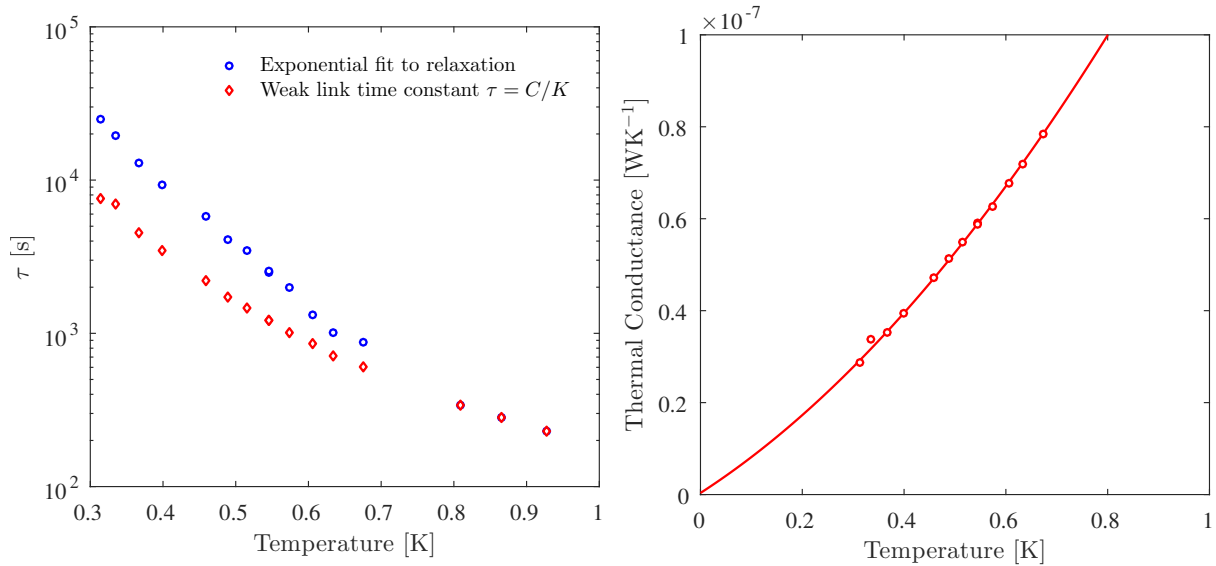 10^5
10^4
10^3
10^2
τ [s]
Exponential fit to relaxation
Weak link time constant τ = C/K
0.3 0.4 0.5 0.6 0.7 0.8 0.9 1
Temperature [K]
×10^-7
1
0.8
0.6
0.4
0.2
0
Thermal Conductance [WK^−1]
0 0.2 0.4 0.6 0.8 1
Temperature [K]